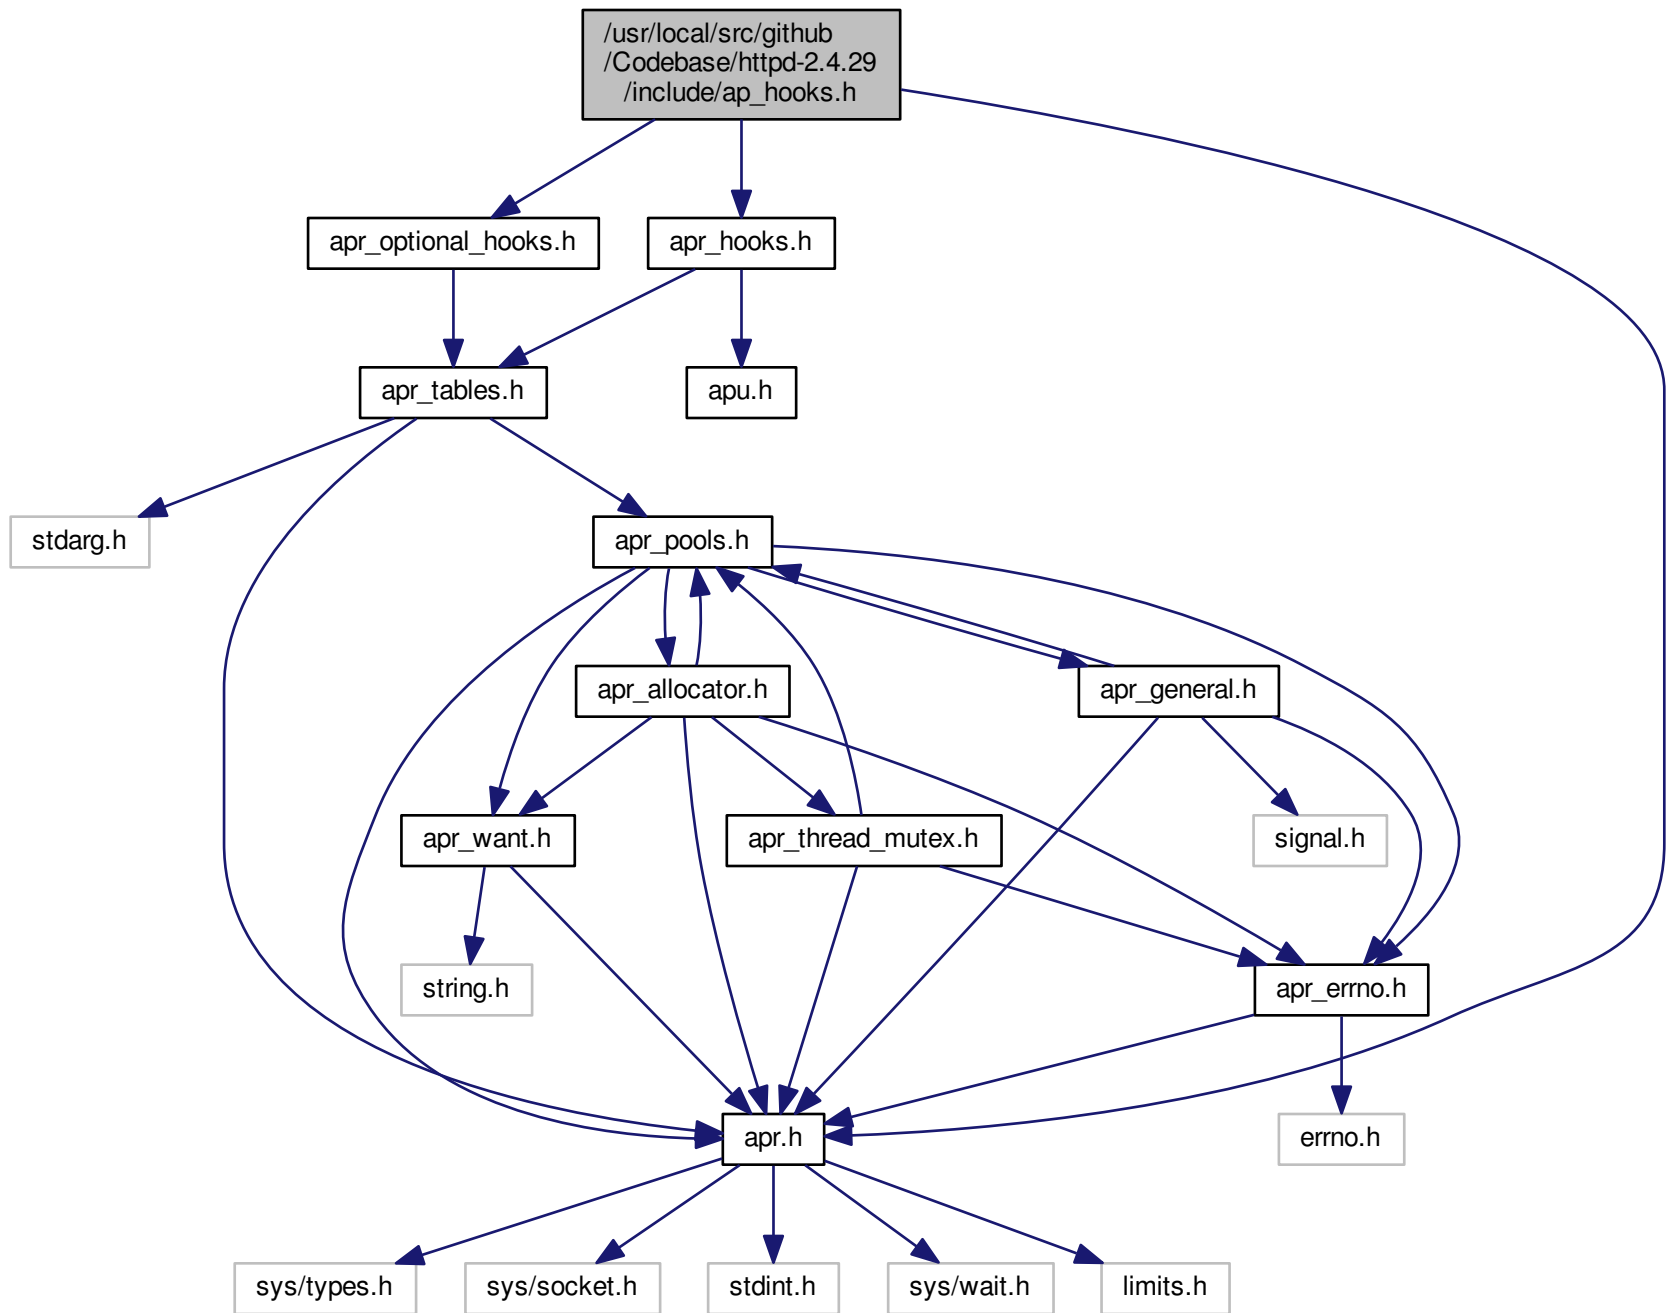 /usr/local/src/github
/Codebase/httpd-2.4.29
/include/ap_hooks.h
apr_optional_hooks.h
apr_hooks.h
apr_tables.h
apu.h
stdarg.h
apr_pools.h
apr_allocator.h
apr_general.h
apr_want.h
apr_thread_mutex.h
signal.h
string.h
apr_errno.h
apr.h
errno.h
sys/types.h
sys/socket.h
stdint.h
sys/wait.h
limits.h